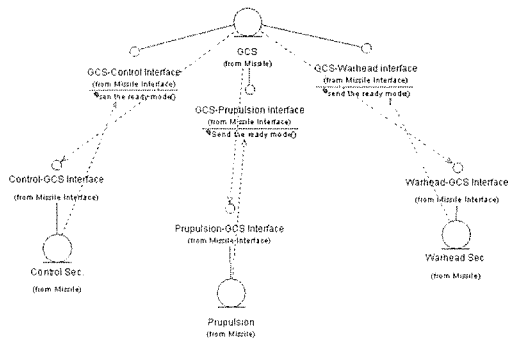 GCS
(from Missile)
GCS-Control Interface
(from Missile Interface)
send the ready mode()
GCS-Prupulsion Interface
(from Missile Interface)
Send the ready mode()
GCS-Warhead interface
(from Missile Interface)
send the ready mode()
Control-GCS Interface
(from Missile Interface)
Control Sec.
(from Missile)
Prupulsion-GCS Interface
(from Missile Interface)
Prupulsion
(from Missile)
Warhead-GCS Interface
(from Missile Interface)
Warhead Sec
(from Missile)